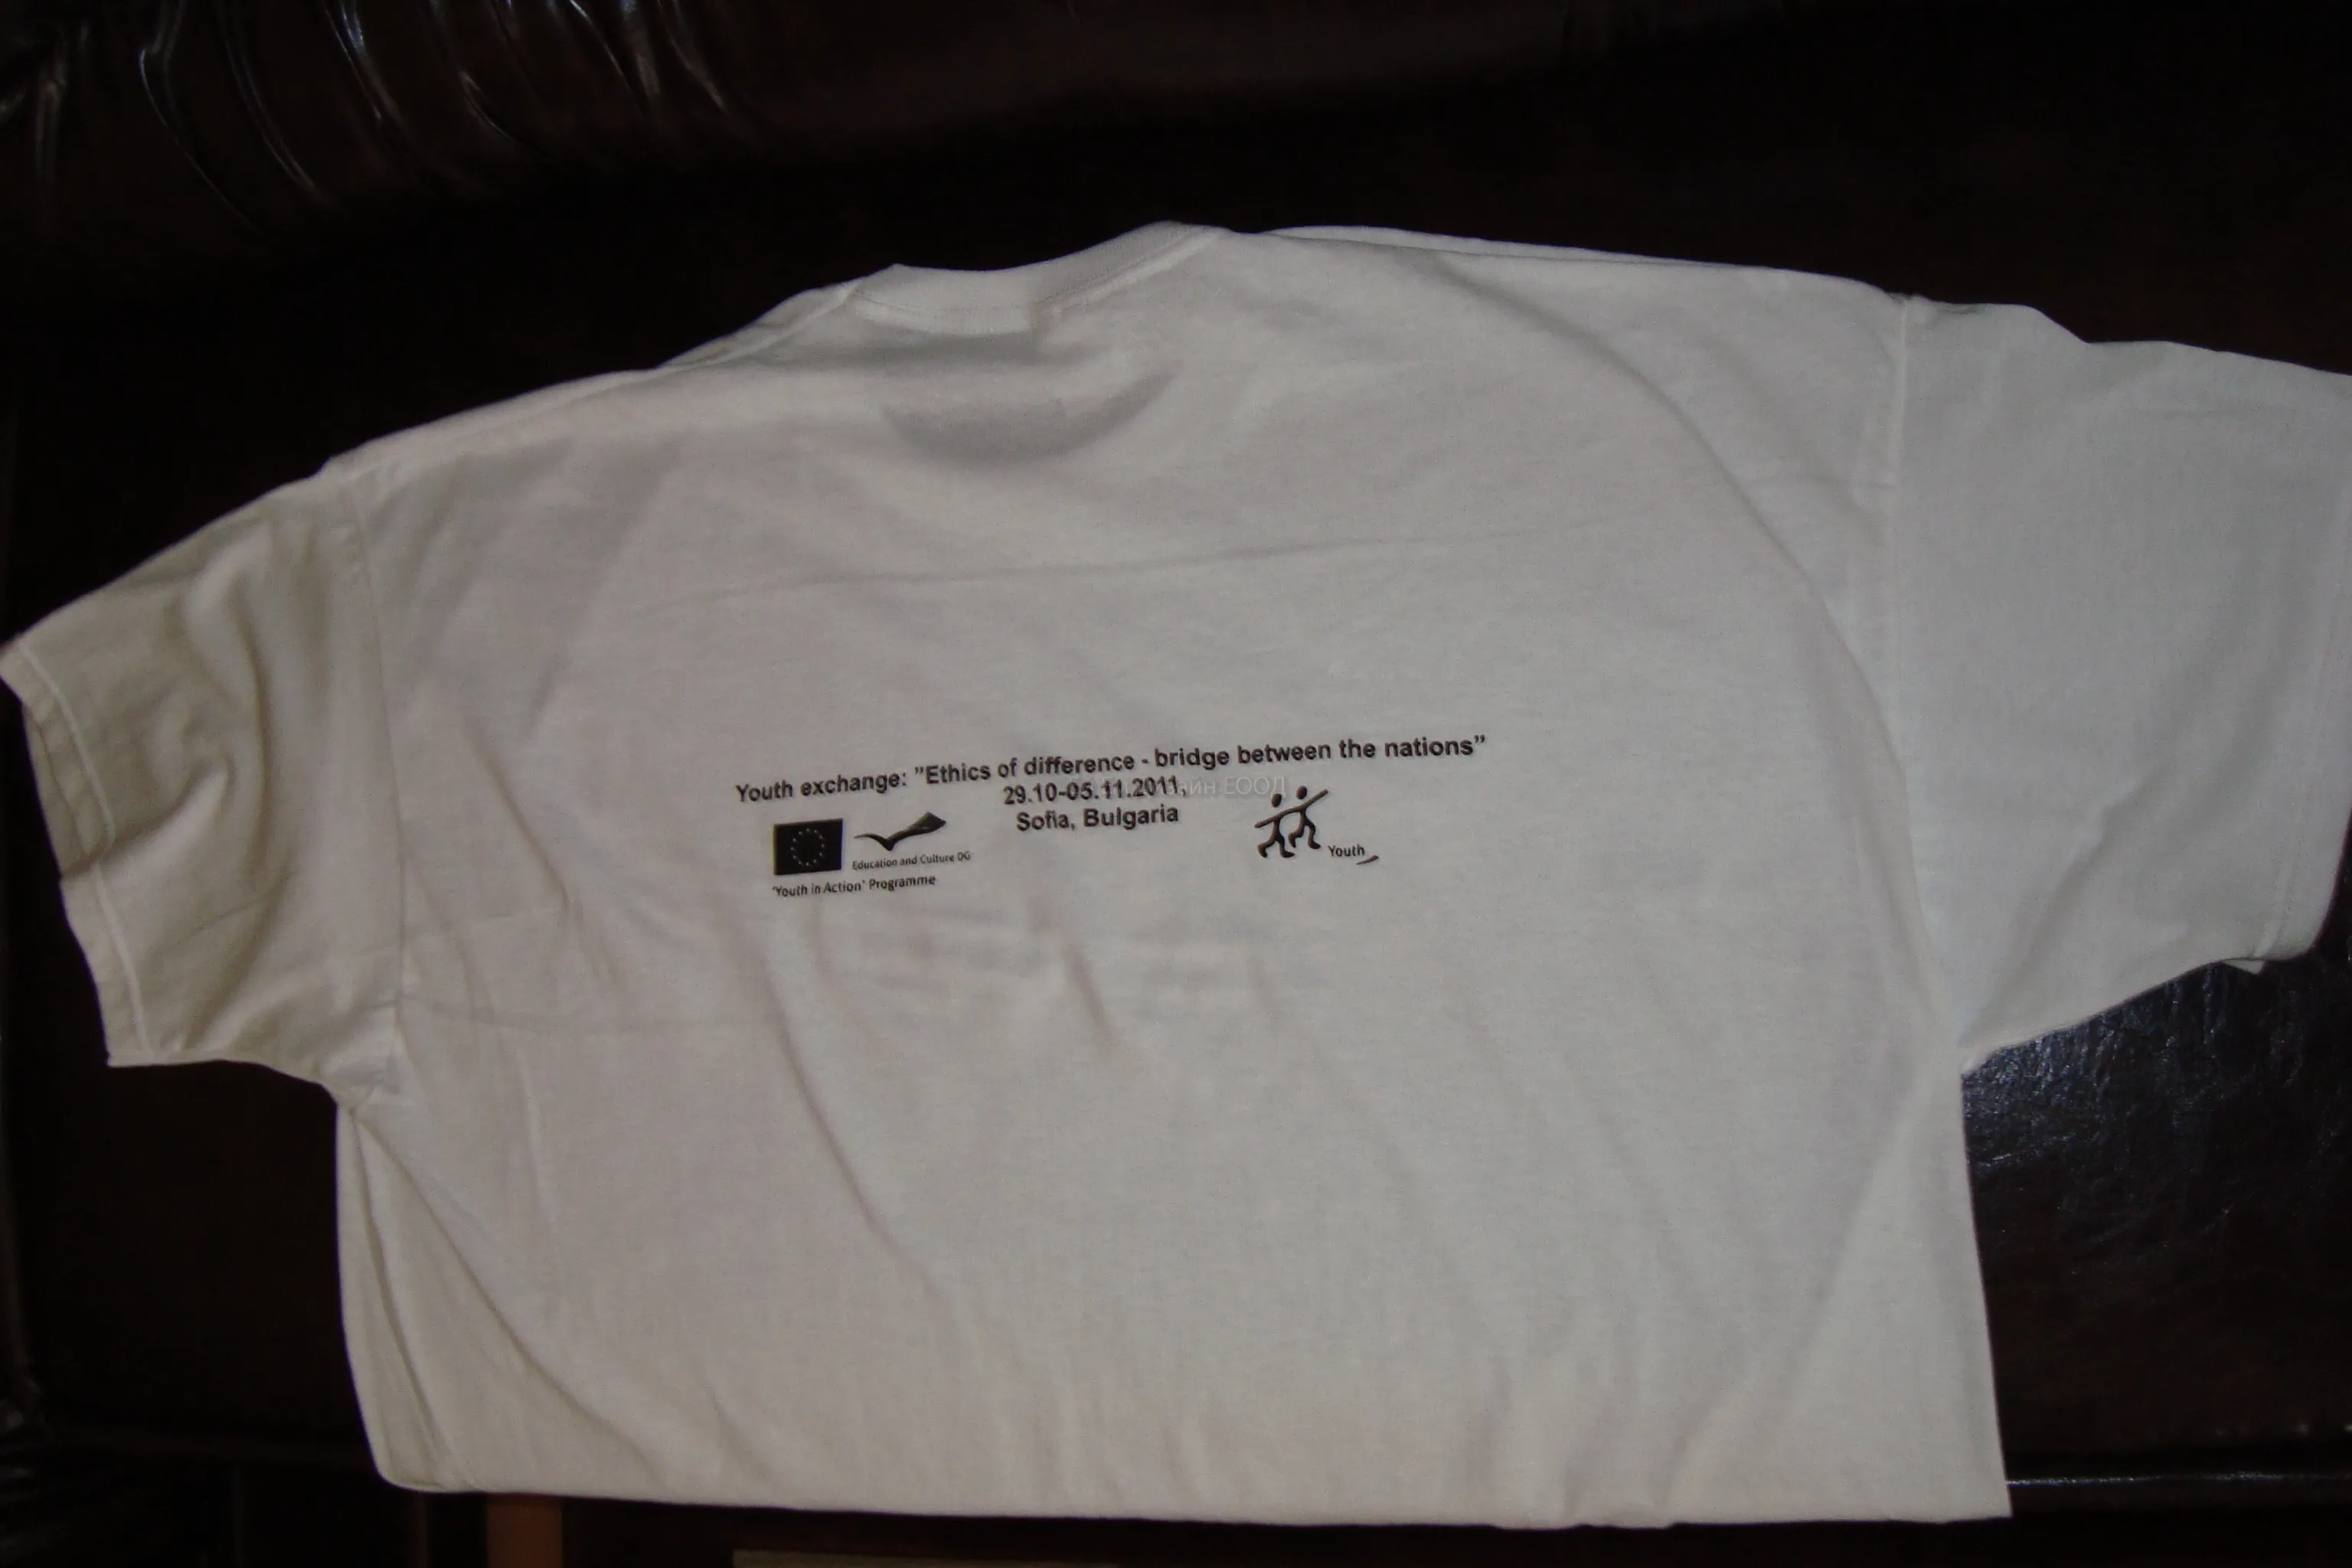 Youth exchange: "Ethics of difference - bridge between the nations"
29.10-05.11.2011,
Sofia, Bulgaria
Education and Culture DG
'Youth in Action' Programme
Youth